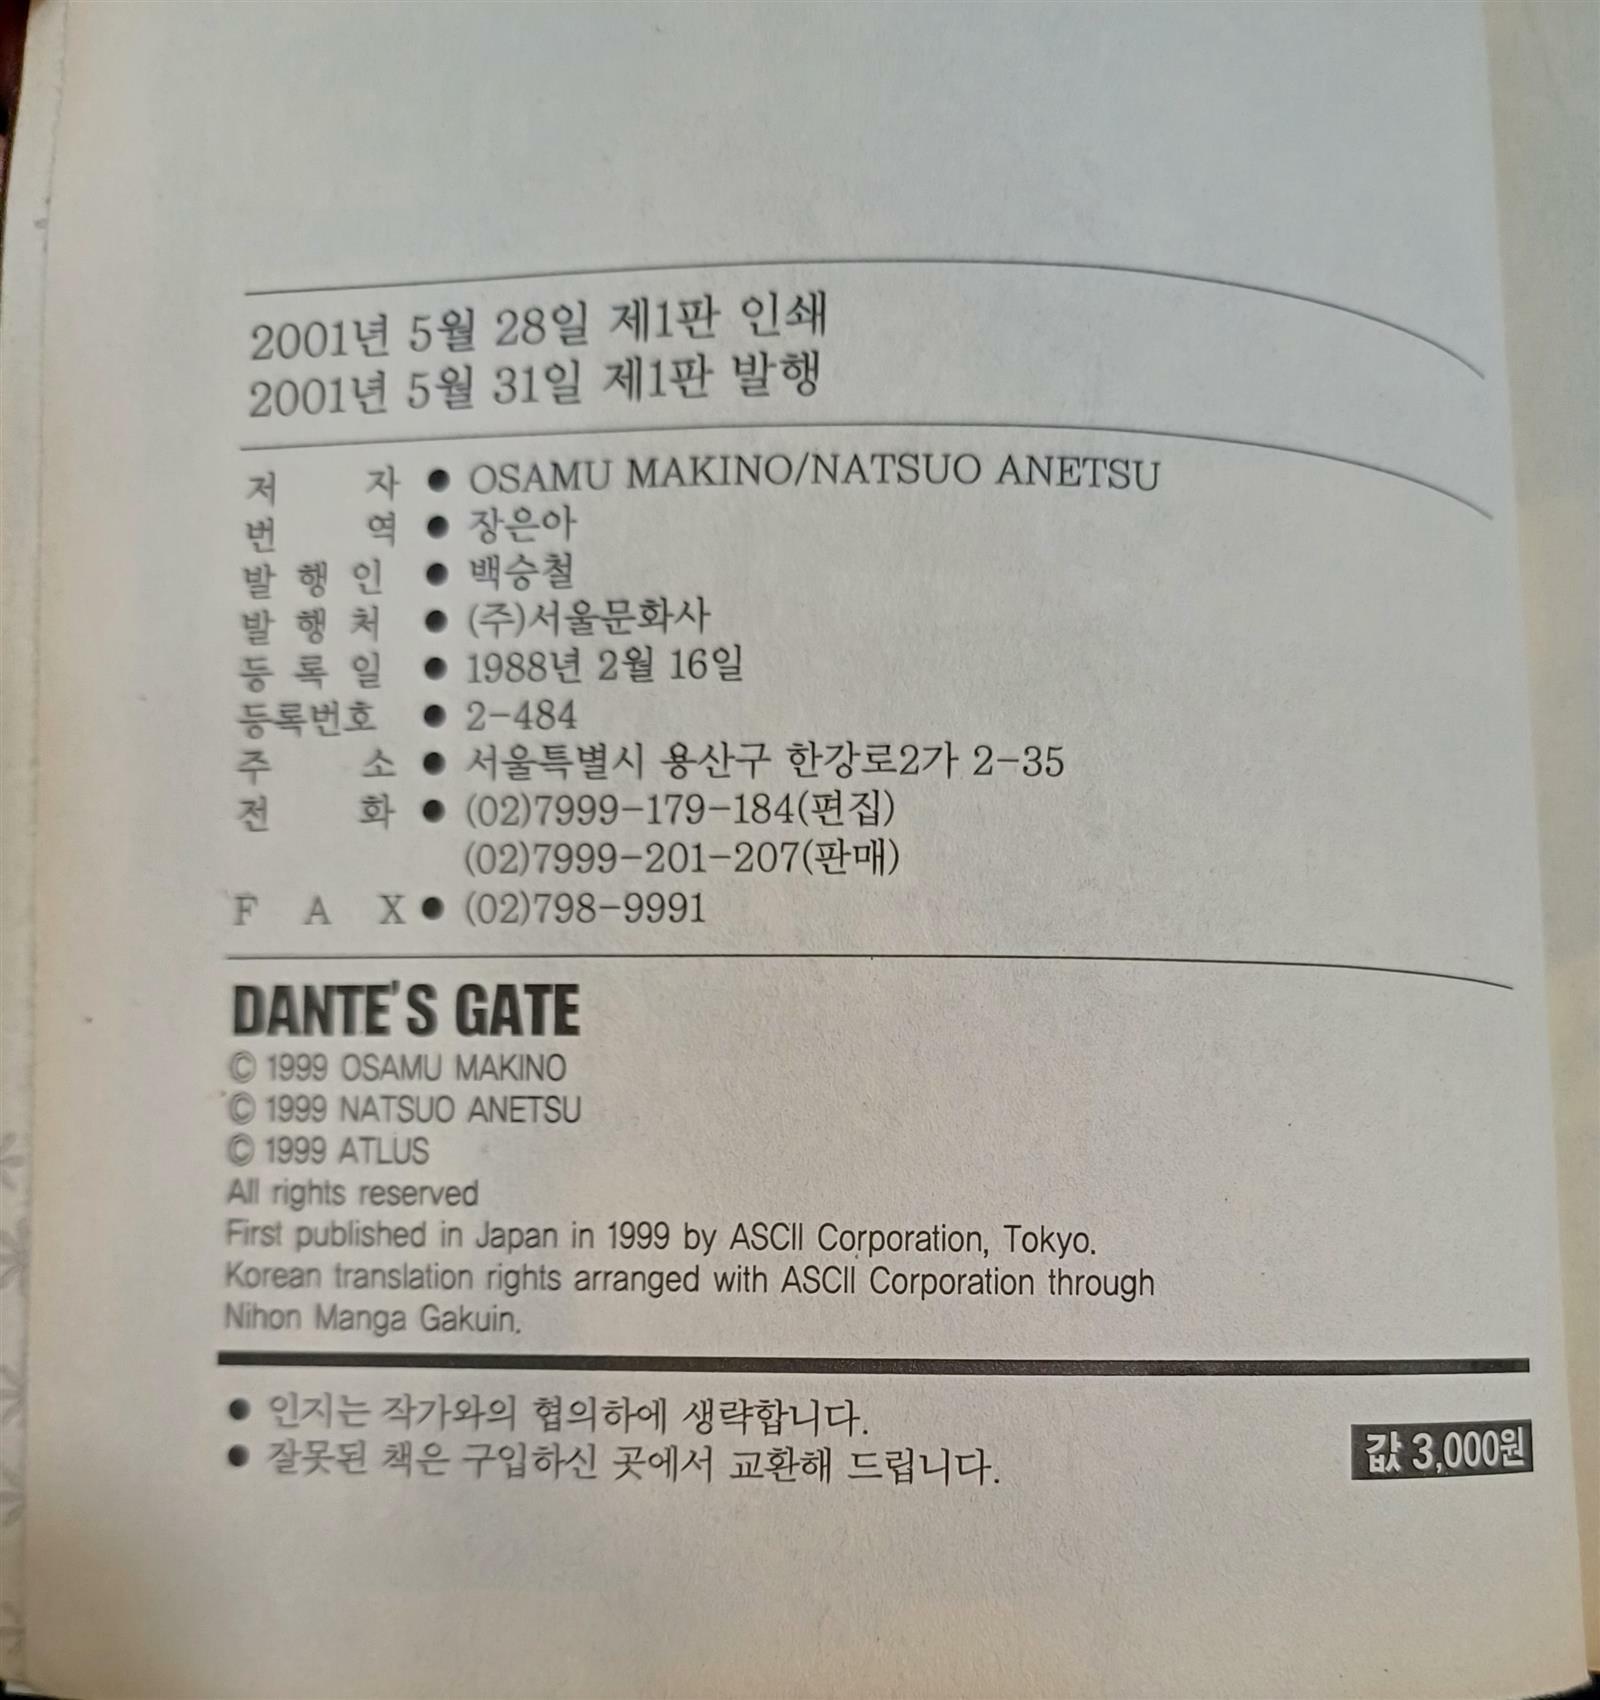 2001년 5월 28일 제1판 인쇄
2001년 5월 31일 제1판 발행
저 자 ● OSAMU MAKINO/NATSUO ANETSU
번 역 ● 장은아
발 행 인 ● 백승철
발 행 처 ● (주)서울문화사
등 록 일 ● 1988년 2월 16일
등록번호 ● 2-484
주 소 ● 서울특별시 용산구 한강로2가 2-35
전 화 ● (02)7999-179-184(편집)
(02)7999-201-207(판매)
F A X ● (02)798-9991
DANTE'S GATE
© 1999 OSAMU MAKINO
© 1999 NATSUO ANETSU
© 1999 ATLUS
All rights reserved
First published in Japan in 1999 by ASCII Corporation, Tokyo.
Korean translation rights arranged with ASCII Corporation through
Nihon Manga Gakuin.
● 인지는 작가와의 협의하에 생략합니다.
● 잘못된 책은 구입하신 곳에서 교환해 드립니다.
값 3,000원